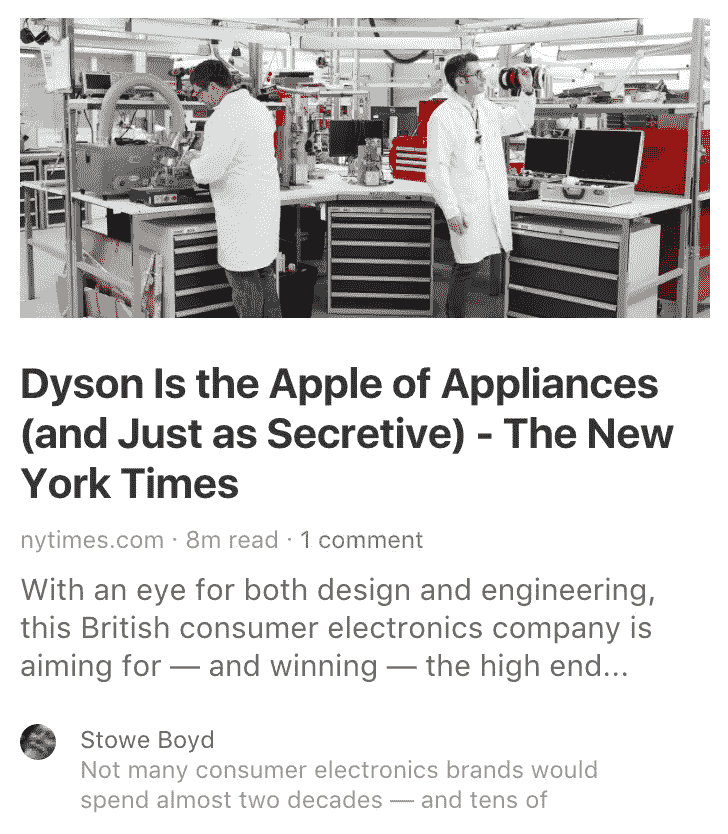 Dyson Is the Apple of Appliances
(and Just as Secretive) - The New
York Times
nytimes.com · 8m read · 1 comment
With an eye for both design and engineering,
this British consumer electronics company is
aiming for — and winning — the high end...
Stowe Boyd
Not many consumer electronics brands would
spend almost two decades — and tens of